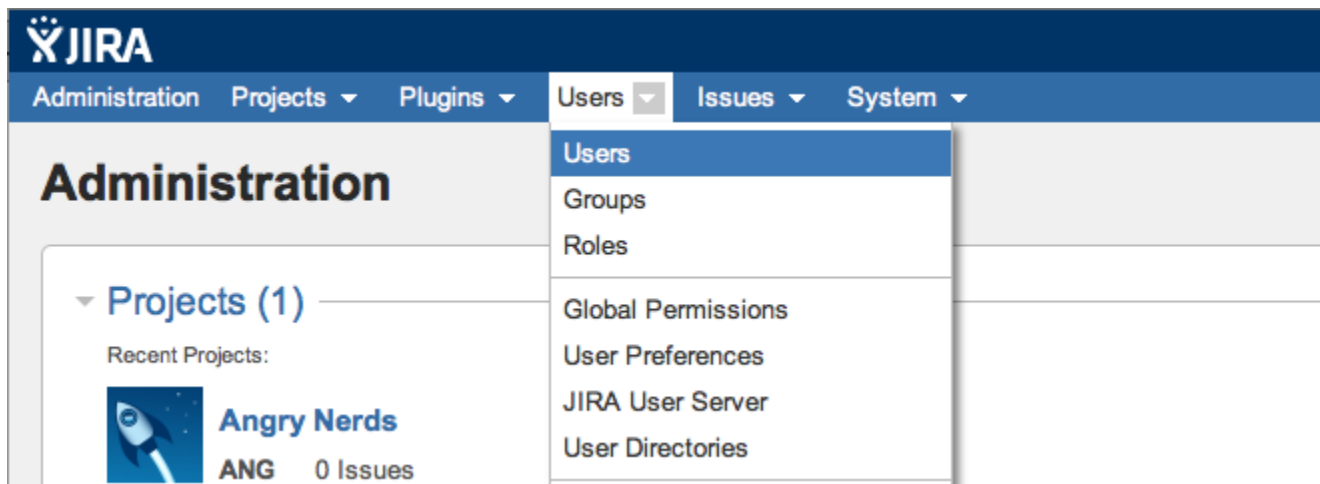 JIRA
Administration Projects Plugins Users Issues System
Administration
Users
Groups
Roles
Global Permissions
User Preferences
JIRA User Server
User Directories
Projects (1)
Recent Projects:
Angry Nerds
ANG 0 Issues